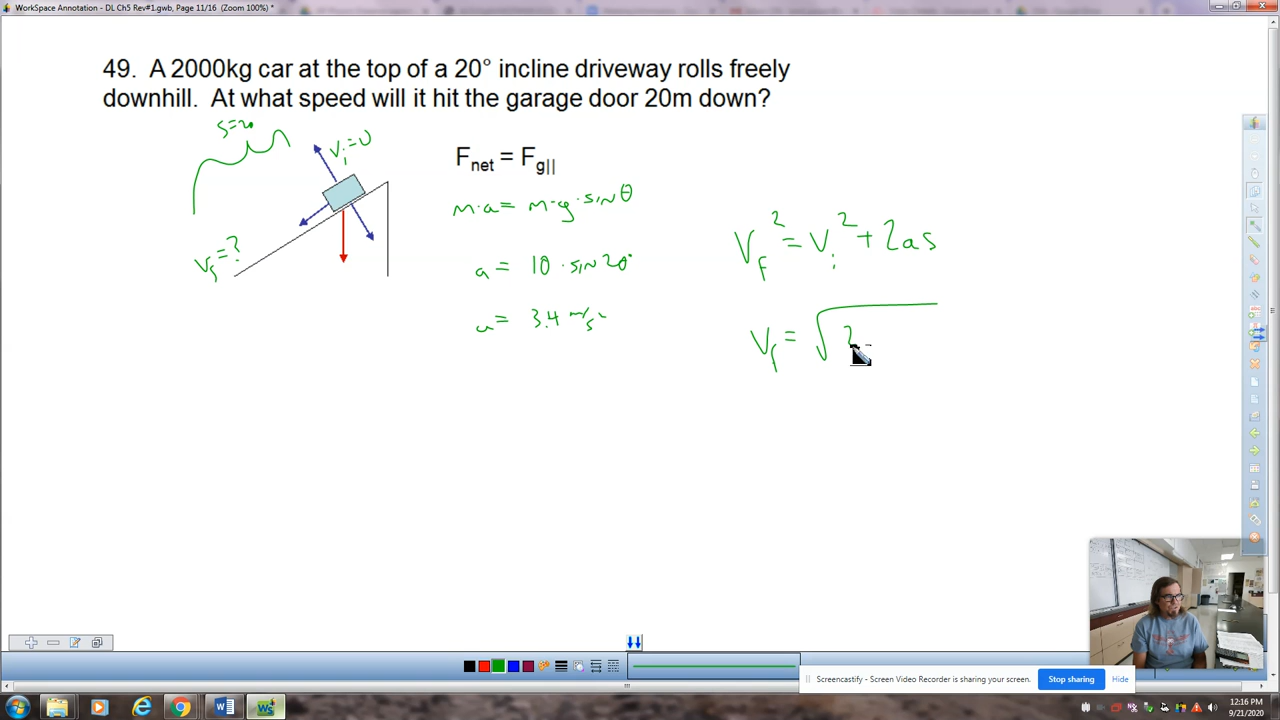 WorkSpace Annotation - DL Ch5 Rev#1.gwb, Page 11/16 (Zoom 100%) *
49. A 2000kg car at the top of a 20° incline driveway rolls freely
downhill. At what speed will it hit the garage door 20m down?
s=20
Vi=0
Vf=?
Fnet = Fg||
m·a = m·g·sinθ
a = 10·sin20°
a = 3.4 m/s²
Vf² = Vi² + 2as
Vf = √2
Screencastify - Screen Video Recorder is sharing your screen.
Stop sharing
Hide
12:16 PM
9/21/2020